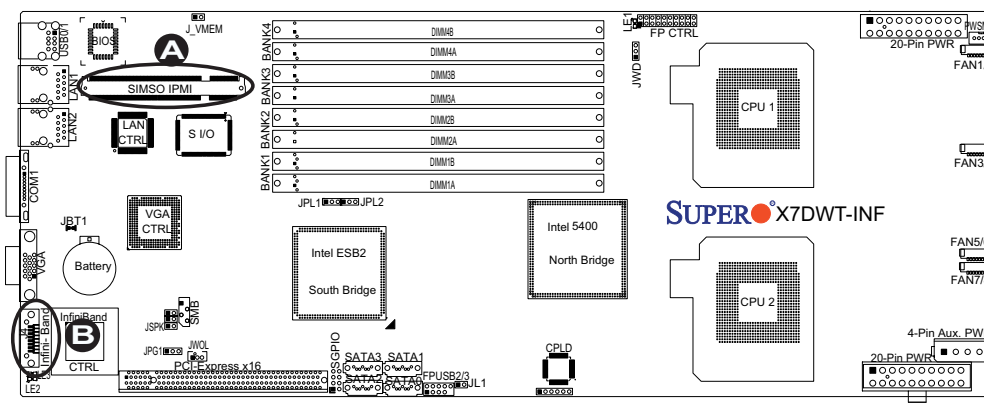 J_VMEM
USB0/1
BIOS
A
SIMSO IPMI
LAN1
LAN2
LAN
CTRL
S I/O
COM1
JBT1
VGA
CTRL
VGA
Battery
BANK4
BANK3
BANK2
BANK1
DIMM4B
DIMM4A
DIMM3B
DIMM3A
DIMM2B
DIMM2A
DIMM1B
DIMM1A
JPL1
JPL2
LE1
FP CTRL
JWD
20-Pin PWR
FAN1
CPU 1
FAN3
SUPER X7DWT-INF
Intel ESB2
South Bridge
Intel 5400
North Bridge
CPU 2
FAN5/
FAN7/
4-Pin Aux. PW
20-Pin PWR
J4
Infini- Band
InfiniBand
B
CTRL
LE2
JSPK
SMB
JPG1
JWOL
PCI-Express x16
SGPIO
SATA3
SATA1
SATA2
SATA0
FPUSB2/3
JL1
CPLD